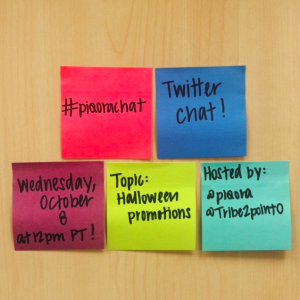 #piqorachat
Twitter
chat!
Wednesday,
October
8
at 12pm PT!
Topic:
Halloween
promotions
Hosted by:
@piqora
@Tribe2point0